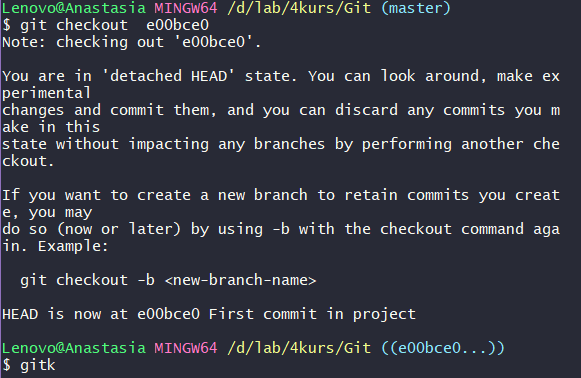 Lenovo@Anastasia MINGW64 /d/lab/4kurs/Git (master)
$ git checkout  e00bce0
Note: checking out 'e00bce0'.

You are in 'detached HEAD' state. You can look around, make ex
perimental
changes and commit them, and you can discard any commits you m
ake in this
state without impacting any branches by performing another che
ckout.

If you want to create a new branch to retain commits you creat
e, you may
do so (now or later) by using -b with the checkout command aga
in. Example:

  git checkout -b <new-branch-name>

HEAD is now at e00bce0 First commit in project

Lenovo@Anastasia MINGW64 /d/lab/4kurs/Git ((e00bce0...))
$ gitk